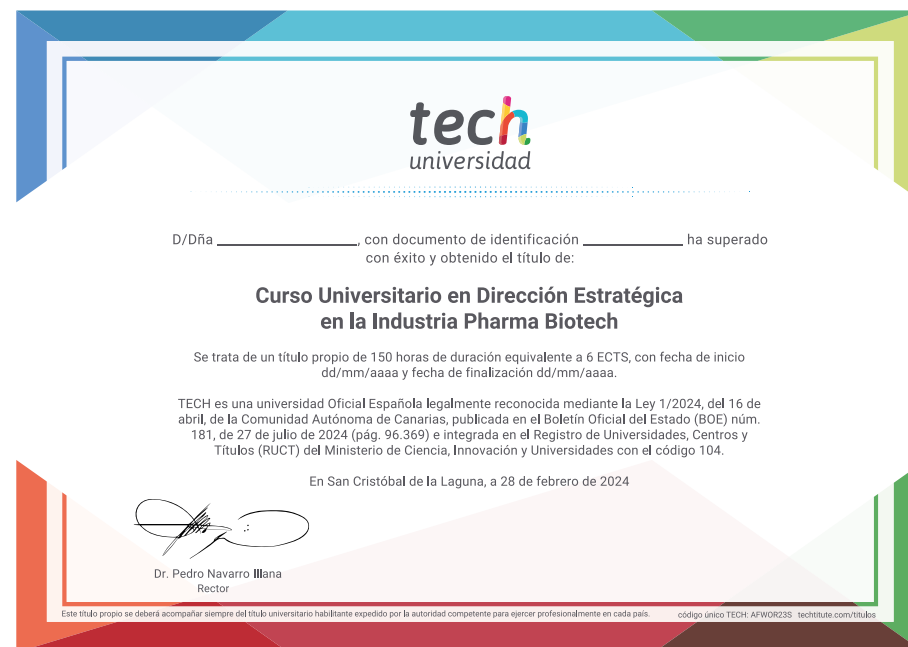 tech
universidad
D/Dña ____________________, con documento de identificación ______________ ha superado
con éxito y obtenido el título de:
Curso Universitario en Dirección Estratégica
en la Industria Pharma Biotech
Se trata de un título propio de 150 horas de duración equivalente a 6 ECTS, con fecha de inicio
dd/mm/aaaa y fecha de finalización dd/mm/aaaa.
TECH es una universidad Oficial Española legalmente reconocida mediante la Ley 1/2024, del 16 de
abril, de la Comunidad Autónoma de Canarias, publicada en el Boletín Oficial del Estado (BOE) núm.
181, de 27 de julio de 2024 (pág. 96.369) e integrada en el Registro de Universidades, Centros y
Títulos (RUCT) del Ministerio de Ciencia, Innovación y Universidades con el código 104.
En San Cristóbal de la Laguna, a 28 de febrero de 2024
Dr. Pedro Navarro Illana
Rector
Este título propio se deberá acompañar siempre del título universitario habilitante expedido por la autoridad competente para ejercer profesionalmente en cada país. código único TECH: AFWOR23S techtitute.com/titulos